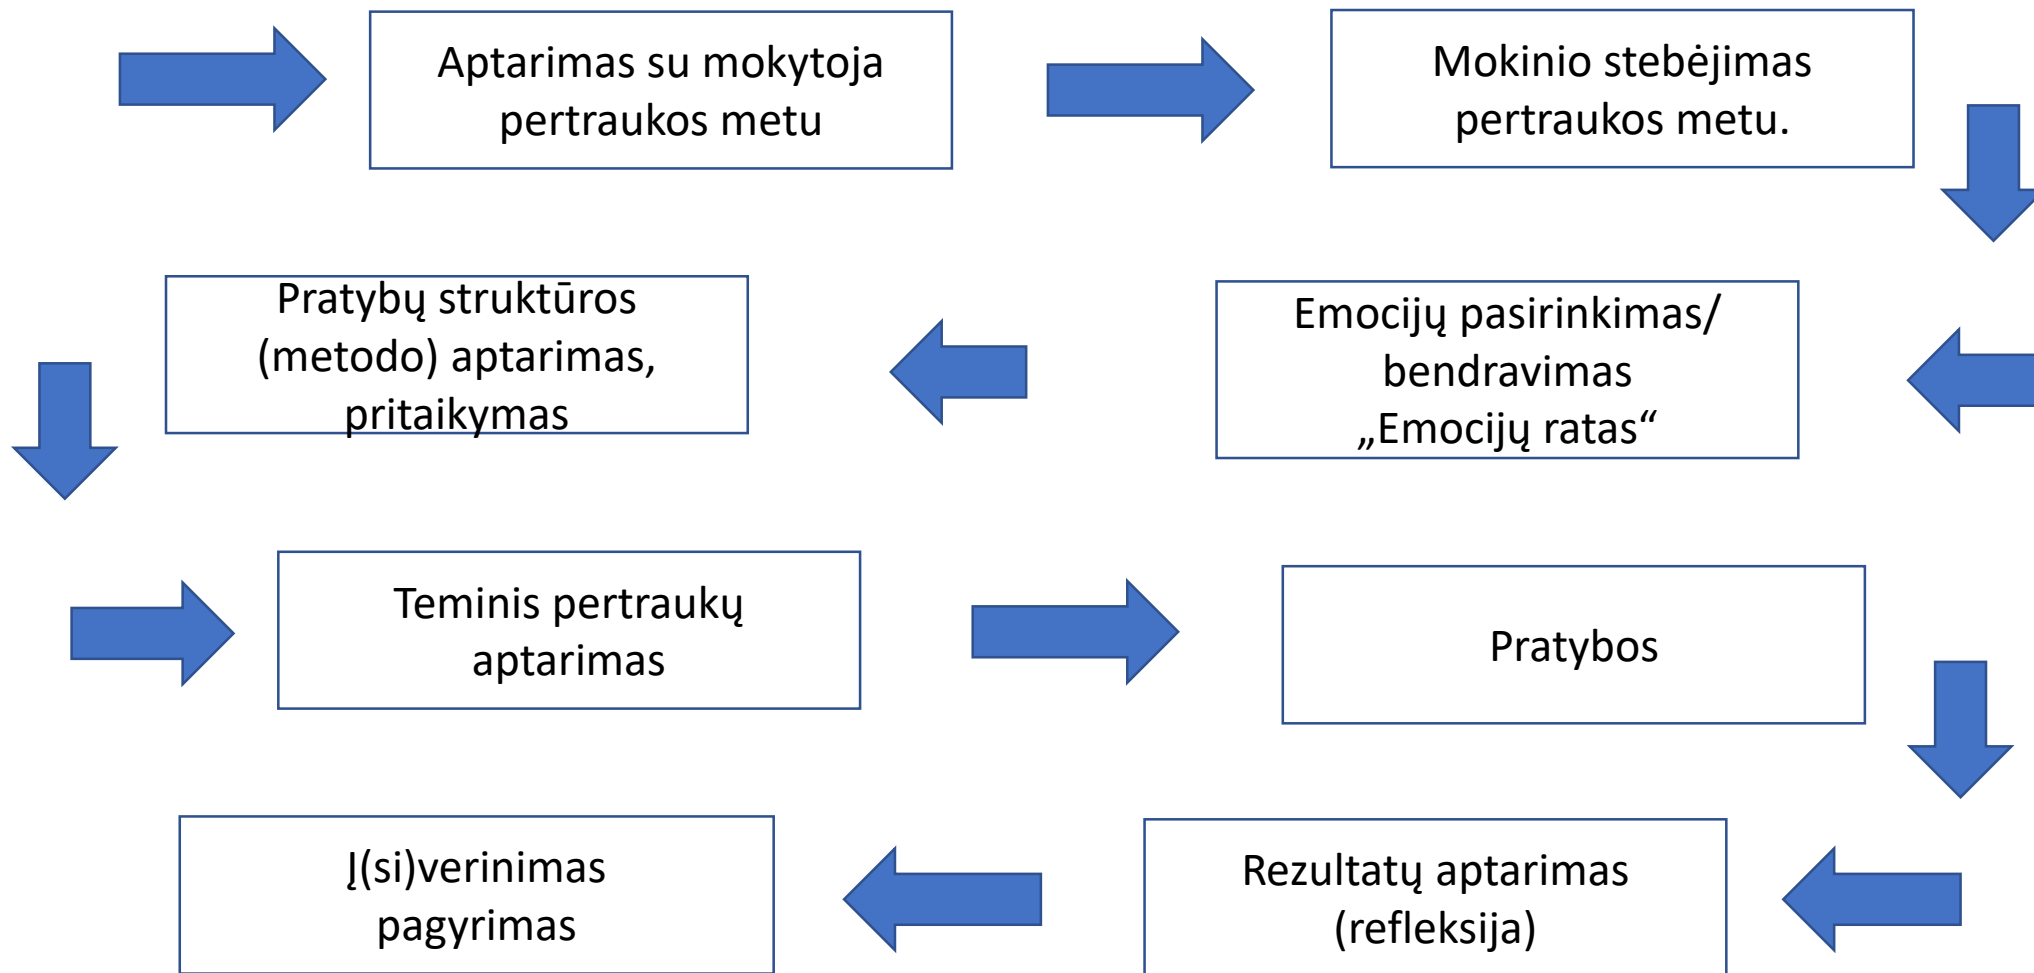 Aptarimas su mokytoja
pertraukos metu
Mokinio stebėjimas
pertraukos metu.
Emocijų pasirinkimas/
bendravimas
„Emocijų ratas“
Pratybų struktūros
(metodo) aptarimas,
pritaikymas
Teminis pertraukų
aptarimas
Pratybos
Rezultatų aptarimas
(refleksija)
Į(si)verinimas
pagyrimas